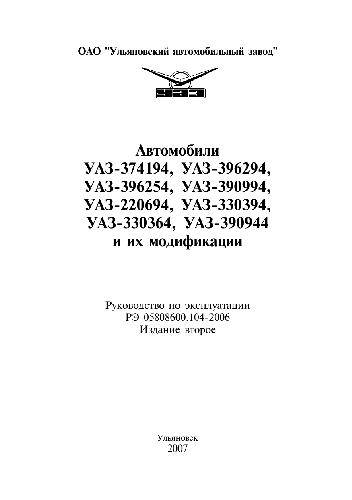 ОАО "Ульяновский автомобильный завод"
УАЗ
Автомобили
УАЗ-374194, УАЗ-396294,
УАЗ-396254, УАЗ-390994,
УАЗ-220694, УАЗ-330394,
УАЗ-330364, УАЗ-390944
и их модификации
Руководство по эксплуатации
РЭ 05808600.104-2006
Издание второе
Ульяновск
2007